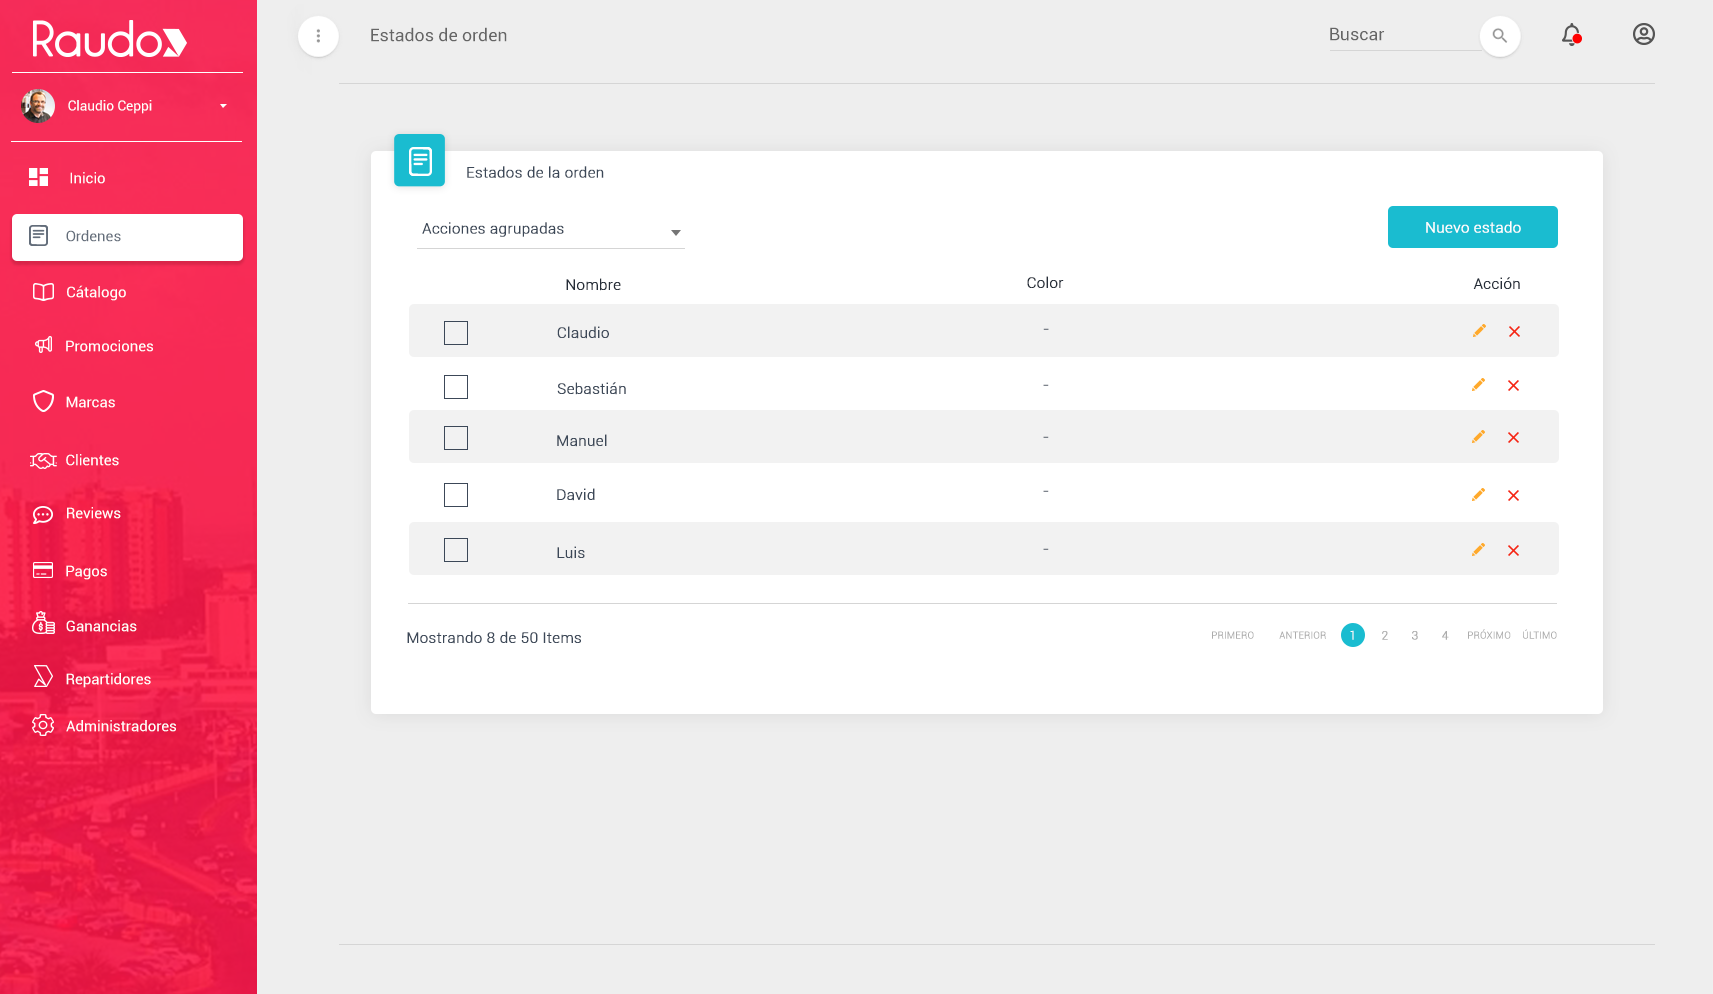 Raudo
Claudio Ceppi
Inicio
Ordenes
Cátalogo
Promociones
Marcas
Clientes
Reviews
Pagos
Ganancias
Repartidores
Administradores
Estados de orden
Buscar
Estados de la orden
Acciones agrupadas
Nuevo estado
Nombre Color Acción
Claudio -
Sebastián -
Manuel -
David -
Luis -
Mostrando 8 de 50 Items
PRIMERO ANTERIOR 1 2 3 4 PRÓXIMO ÚLTIMO